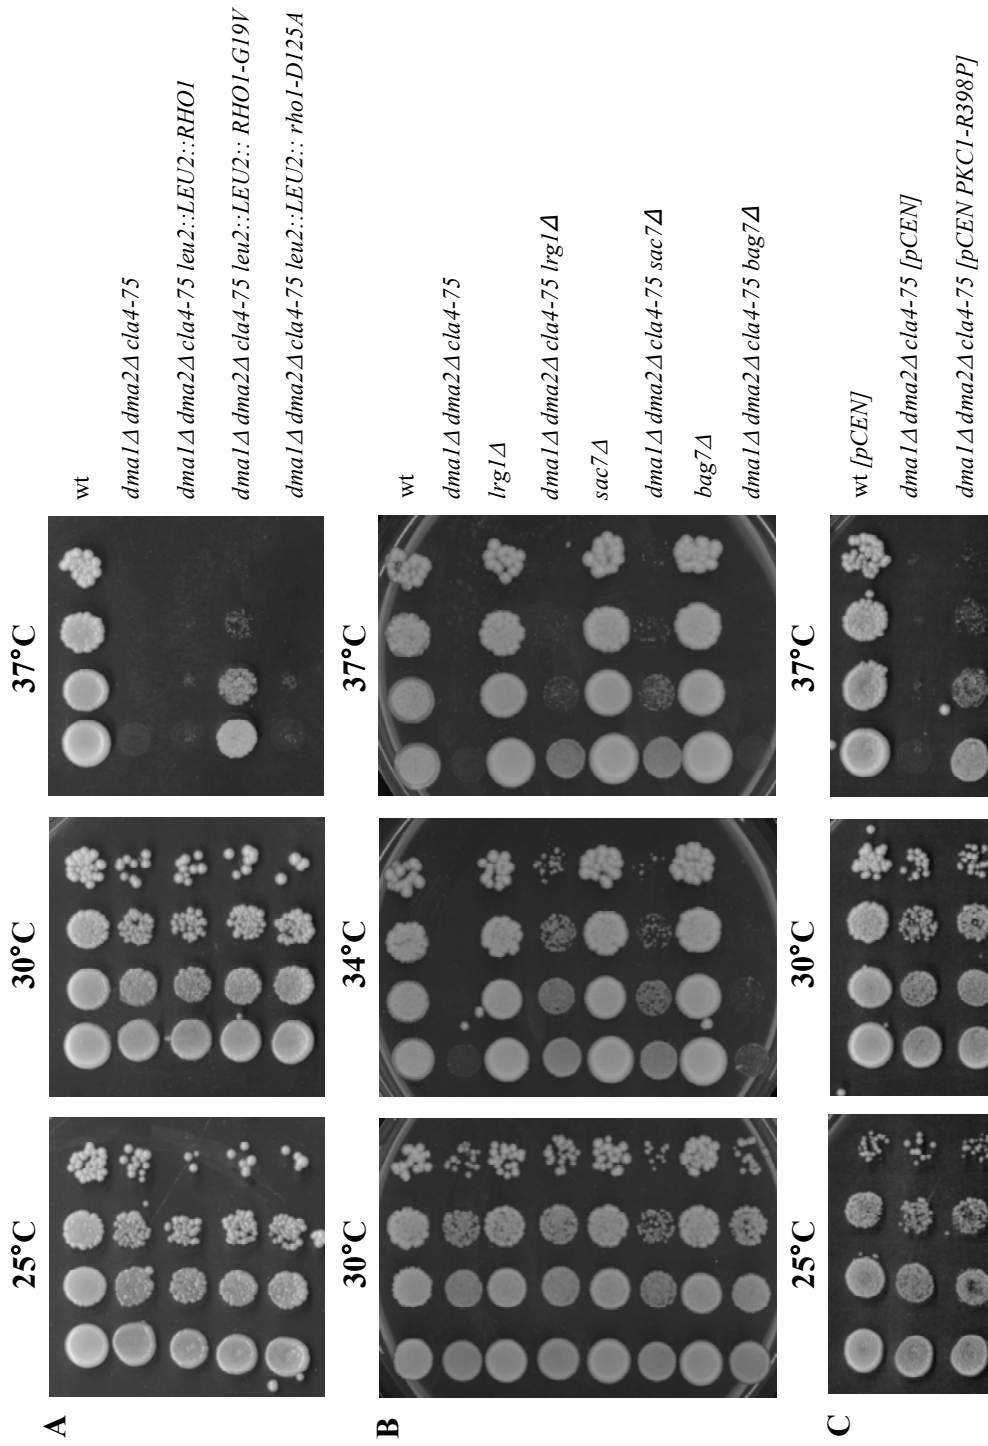 A
25°C
30°C
37°C
wt
dma1Δ dma2Δ cla4-75
dma1Δ dma2Δ cla4-75 leu2::LEU2::RHO1
dma1Δ dma2Δ cla4-75 leu2::LEU2:: RHO1-G19V
dma1Δ dma2Δ cla4-75 leu2::LEU2:: rho1-D125A
B
30°C
34°C
37°C
wt
dma1Δ dma2Δ cla4-75
lrg1Δ
dma1Δ dma2Δ cla4-75 lrg1Δ
sac7Δ
dma1Δ dma2Δ cla4-75 sac7Δ
bag7Δ
dma1Δ dma2Δ cla4-75 bag7Δ
C
25°C
30°C
37°C
wt [pCEN]
dma1Δ dma2Δ cla4-75 [pCEN]
dma1Δ dma2Δ cla4-75 [pCEN PKC1-R398P]